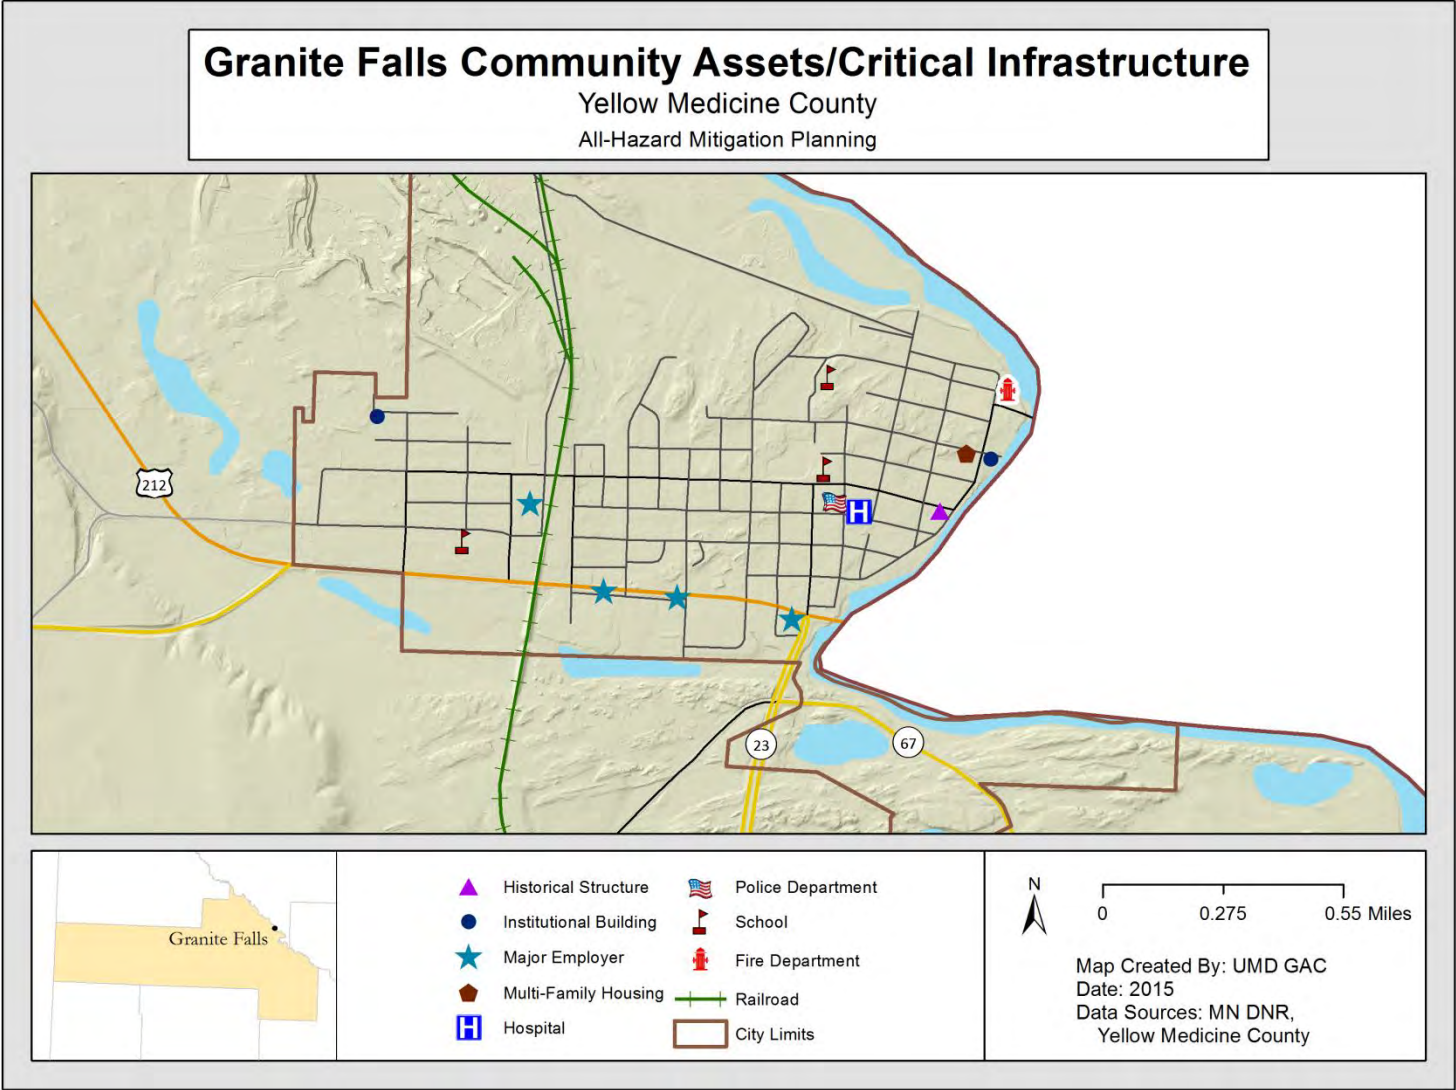 Granite Falls Community Assets/Critical Infrastructure
Yellow Medicine County
All-Hazard Mitigation Planning
212
H
23
67
Granite Falls
Historical Structure
Institutional Building
Major Employer
Multi-Family Housing
H Hospital
Police Department
School
Fire Department
Railroad
City Limits
N
0 0.275 0.55 Miles
Map Created By: UMD GAC
Date: 2015
Data Sources: MN DNR,
Yellow Medicine County